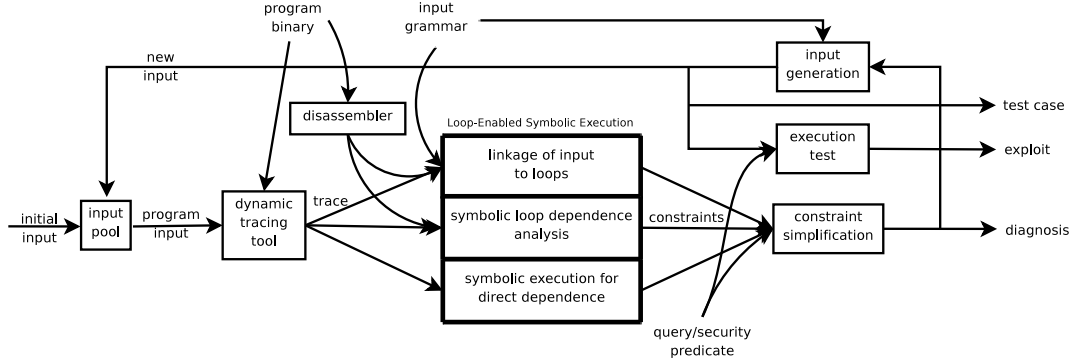 program
binary
input
grammar
new
input
input
generation
disassembler
test case
Loop-Enabled Symbolic Execution
linkage of input
to loops
execution
test
exploit
initial
input
input
pool
program
input
dynamic
tracing
tool
trace
symbolic loop dependence
analysis
constraints
constraint
simplification
diagnosis
symbolic execution for
direct dependence
query/security
predicate